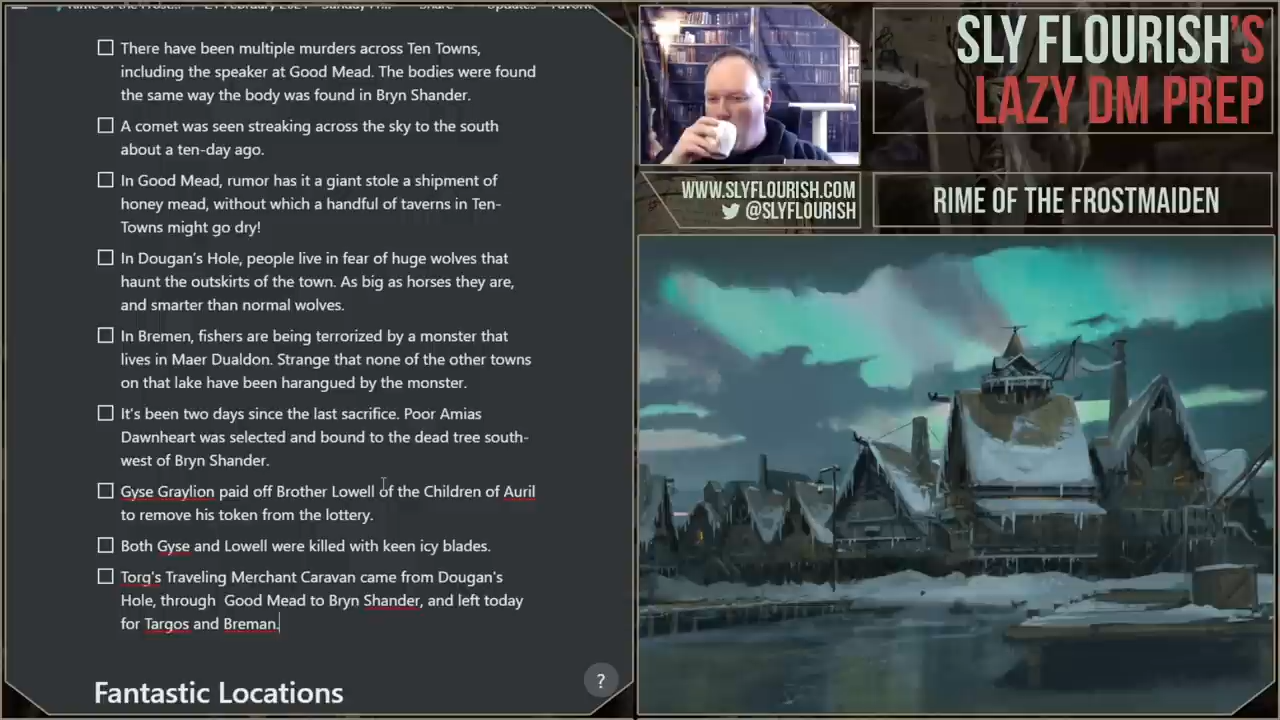 There have been multiple murders across Ten Towns,
including the speaker at Good Mead. The bodies were found
the same way the body was found in Bryn Shander.
A comet was seen streaking across the sky to the south
about a ten-day ago.
In Good Mead, rumor has it a giant stole a shipment of
honey mead, without which a handful of taverns in Ten-
Towns might go dry!
In Dougan's Hole, people live in fear of huge wolves that
haunt the outskirts of the town. As big as horses they are,
and smarter than normal wolves.
In Bremen, fishers are being terrorized by a monster that
lives in Maer Dualdon. Strange that none of the other towns
on that lake have been harangued by the monster.
It's been two days since the last sacrifice. Poor Amias
Dawnheart was selected and bound to the dead tree south-
west of Bryn Shander.
Gyse Graylion paid off Brother Lowell of the Children of Auril
to remove his token from the lottery.
Both Gyse and Lowell were killed with keen icy blades.
Torg's Traveling Merchant Caravan came from Dougan's
Hole, through  Good Mead to Bryn Shander, and left today
for Targos and Breman.
Fantastic Locations
?
SLY FLOURISH'S
LAZY DM PREP
WWW.SLYFLOURISH.COM
@SLYFLOURISH
RIME OF THE FROSTMAIDEN